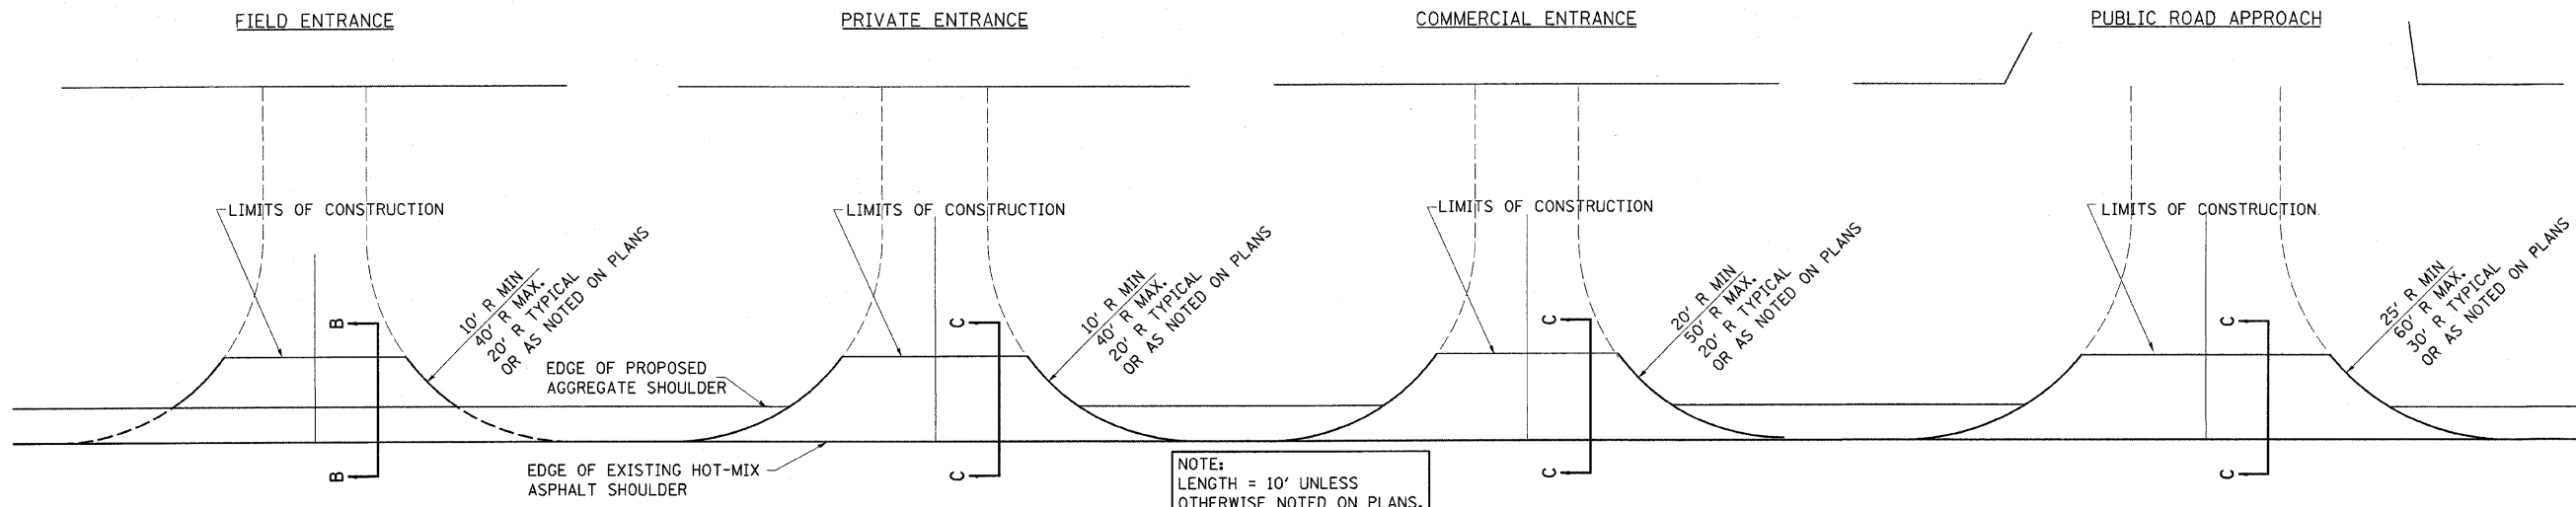 FIELD ENTRANCE
PRIVATE ENTRANCE
COMMERCIAL ENTRANCE
PUBLIC ROAD APPROACH
LIMITS OF CONSTRUCTION
10' R MIN
40' R MAX.
20' R TYPICAL
OR AS NOTED ON PLANS
B
B
LIMITS OF CONSTRUCTION
10' R MIN
40' R MAX.
20' R TYPICAL
OR AS NOTED ON PLANS
C
C
LIMITS OF CONSTRUCTION
20' R MIN
50' R MAX.
20' R TYPICAL
OR AS NOTED ON PLANS
C
C
LIMITS OF CONSTRUCTION.
25' R MIN
60' R MAX.
30' R TYPICAL
OR AS NOTED ON PLANS
C
C
EDGE OF PROPOSED
AGGREGATE SHOULDER
EDGE OF EXISTING HOT-MIX
ASPHALT SHOULDER
NOTE:
LENGTH = 10' UNLESS
OTHERWISE NOTED ON PLANS.